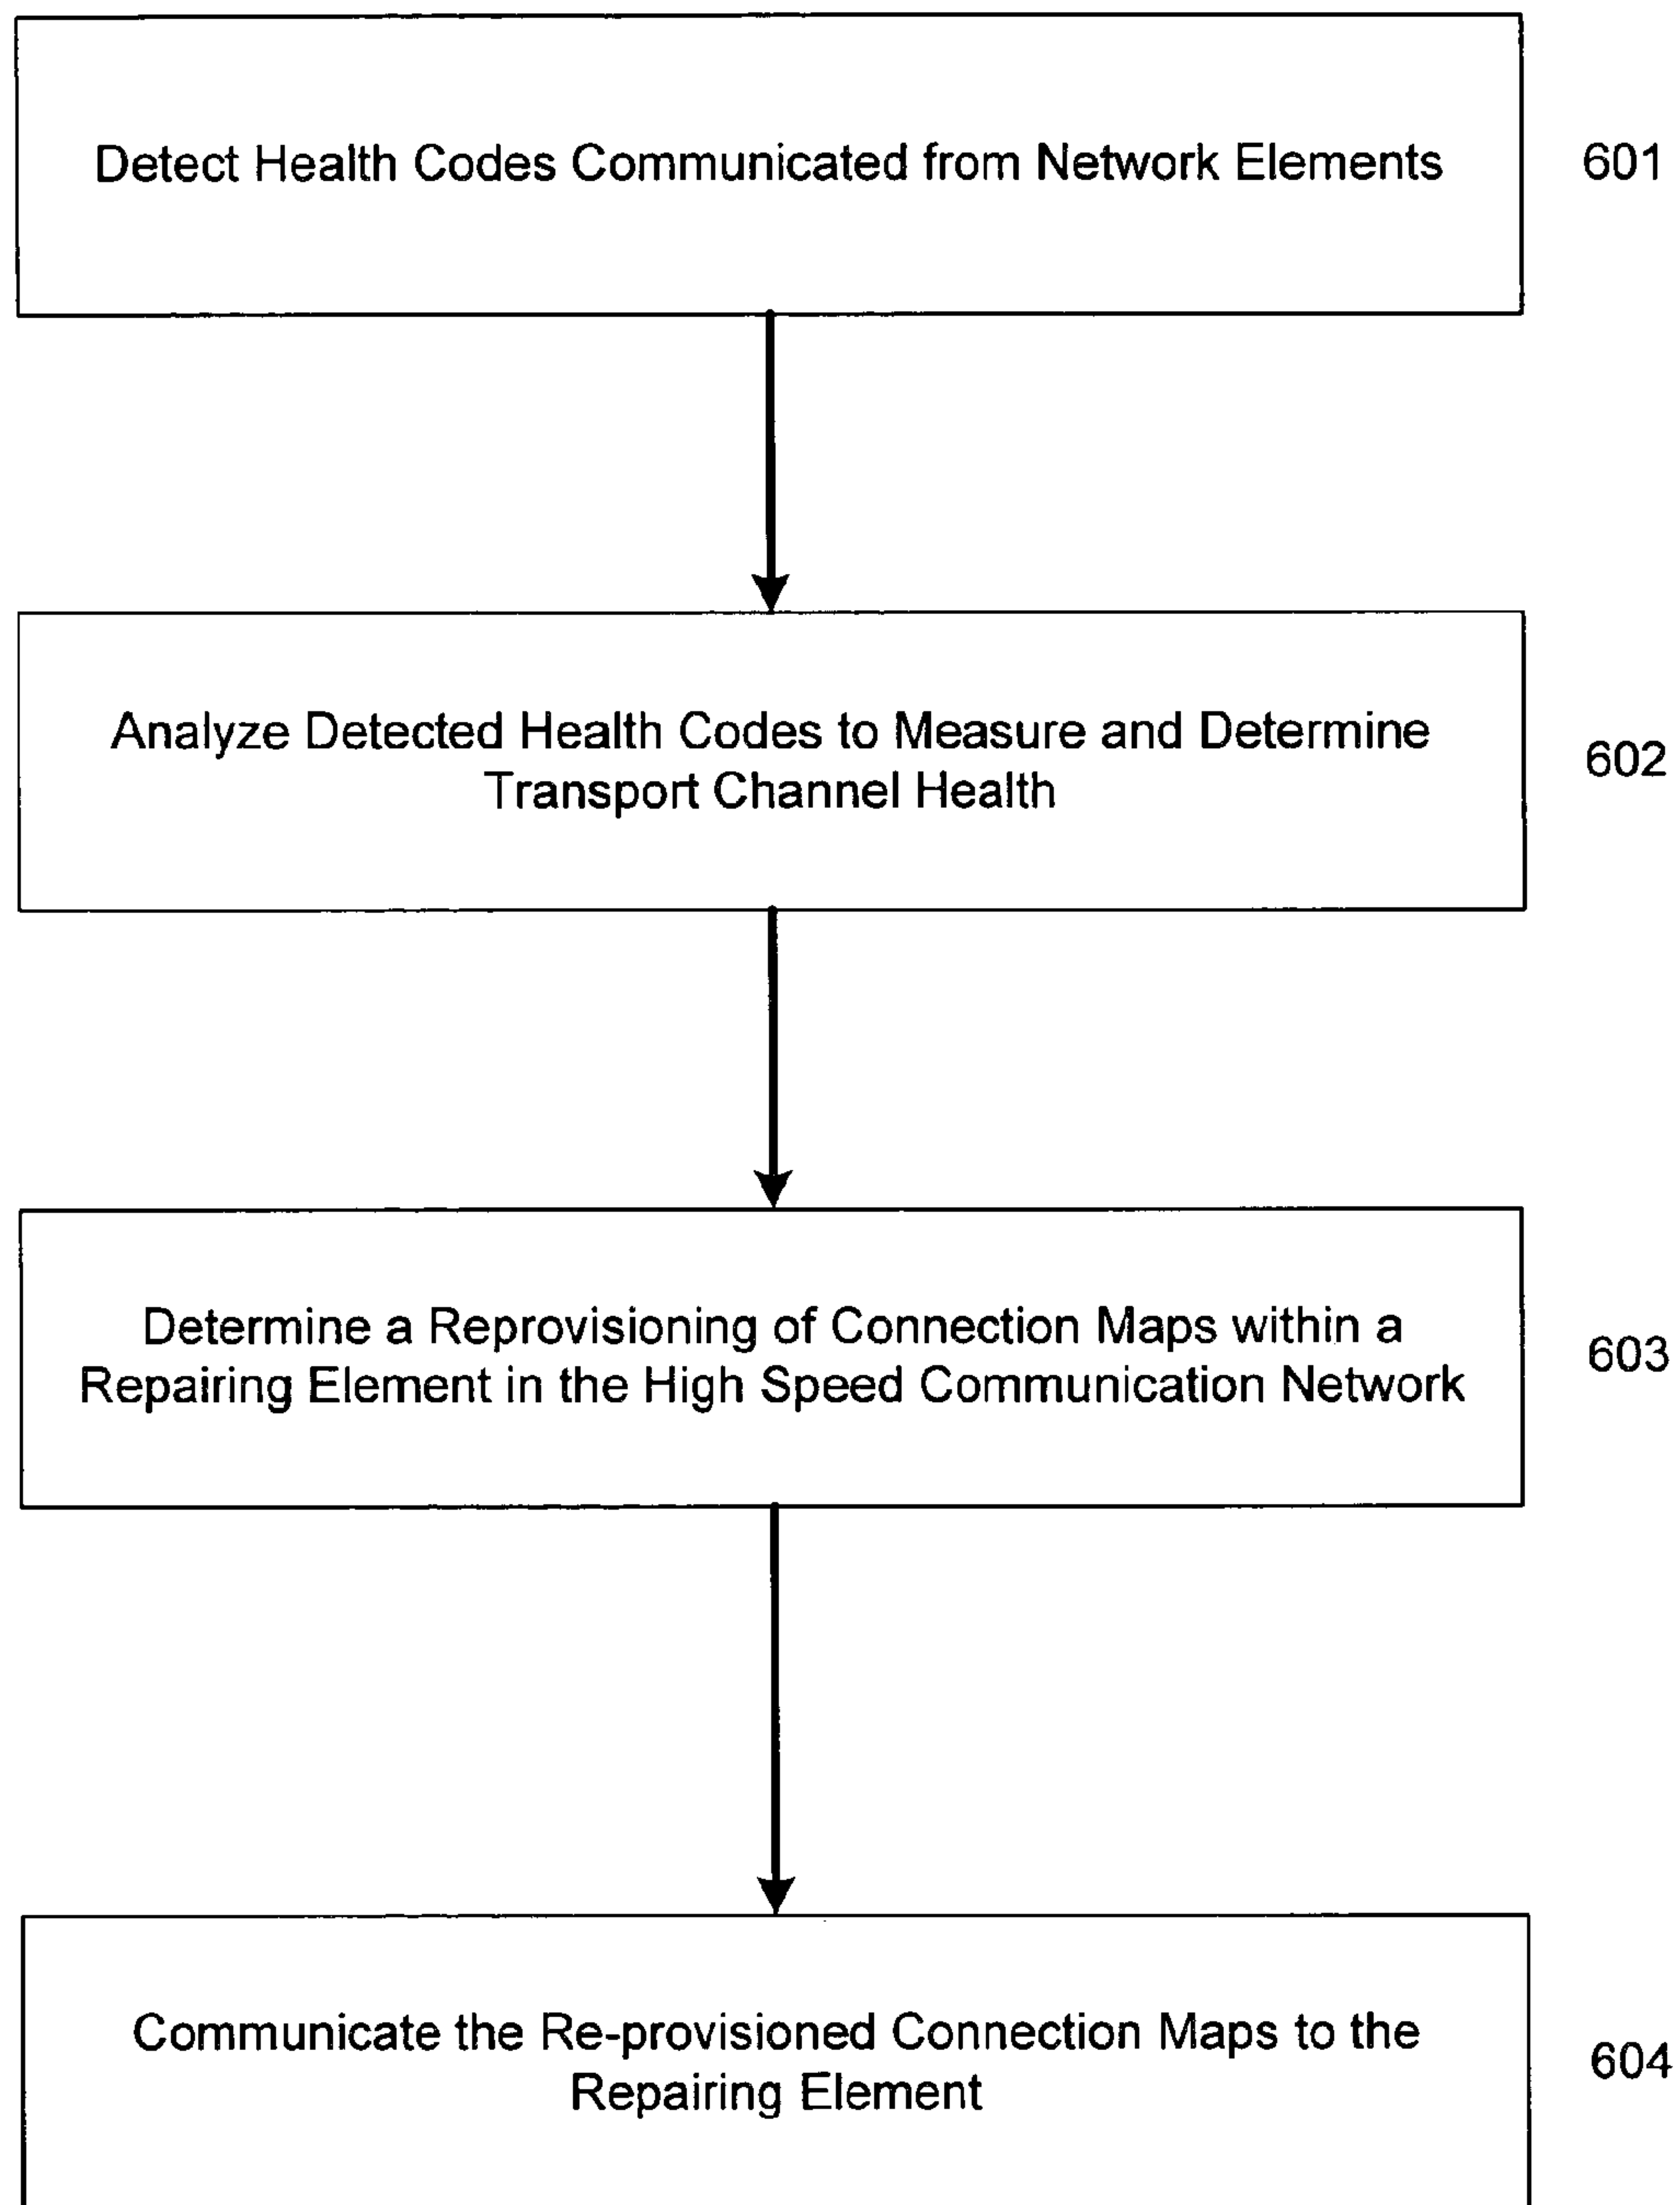 Detect Health Codes Communicated from Network Elements
601
Analyze Detected Health Codes to Measure and Determine
Transport Channel Health
602
Determine a Reprovisioning of Connection Maps within a
Repairing Element in the High Speed Communication Network
603
Communicate the Re-provisioned Connection Maps to the
Repairing Element
604